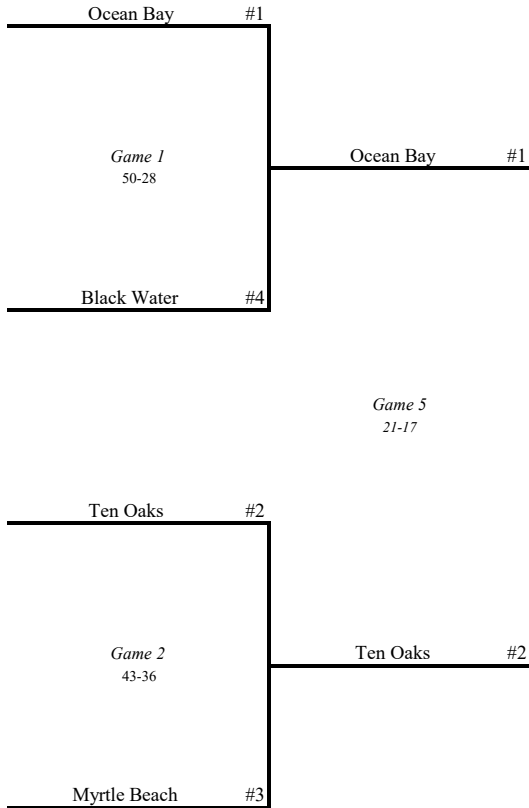 Ocean Bay #1
Game 1
50-28
Ocean Bay #1
Black Water #4
Game 5
21-17
Ten Oaks #2
Game 2
43-36
Ten Oaks #2
Myrtle Beach #3